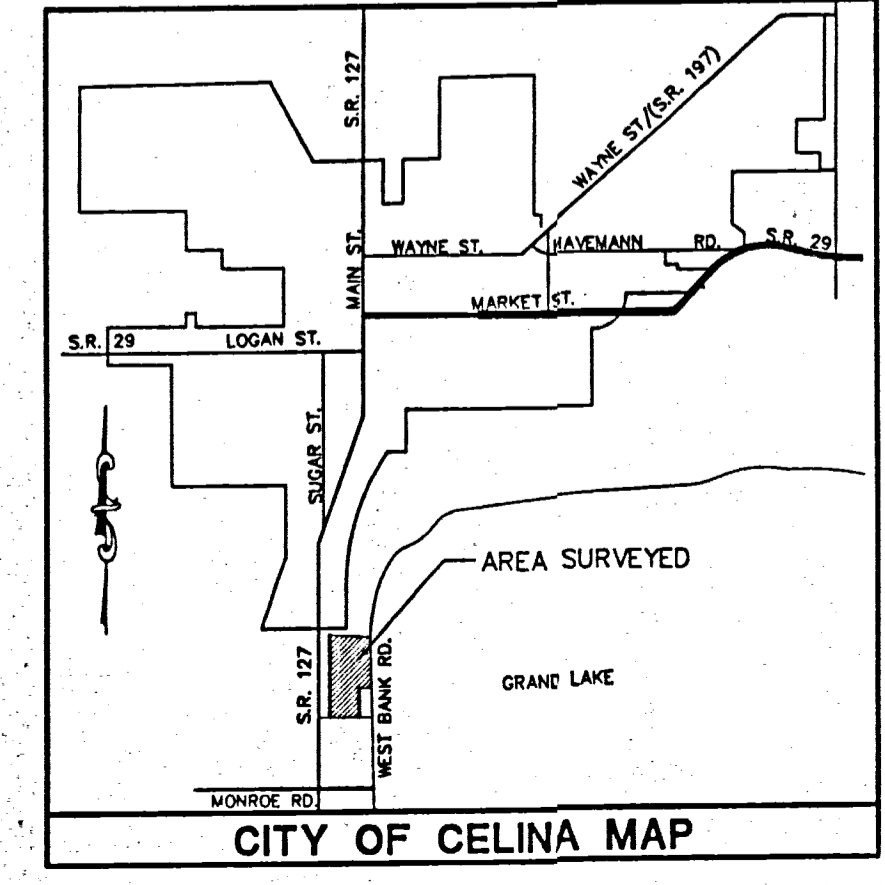 S.R. 127
WAYNE ST/(S.R. 197)
MAIN ST.
WAYNE ST.
HAVEMANN RD.
S.R. 29
MARKET ST.
S.R. 29
LOGAN ST.
SUGAR ST.
AREA SURVEYED
S.R. 127
WEST BANK RD.
GRAND LAKE
MONROE RD.
CITY OF CELINA MAP